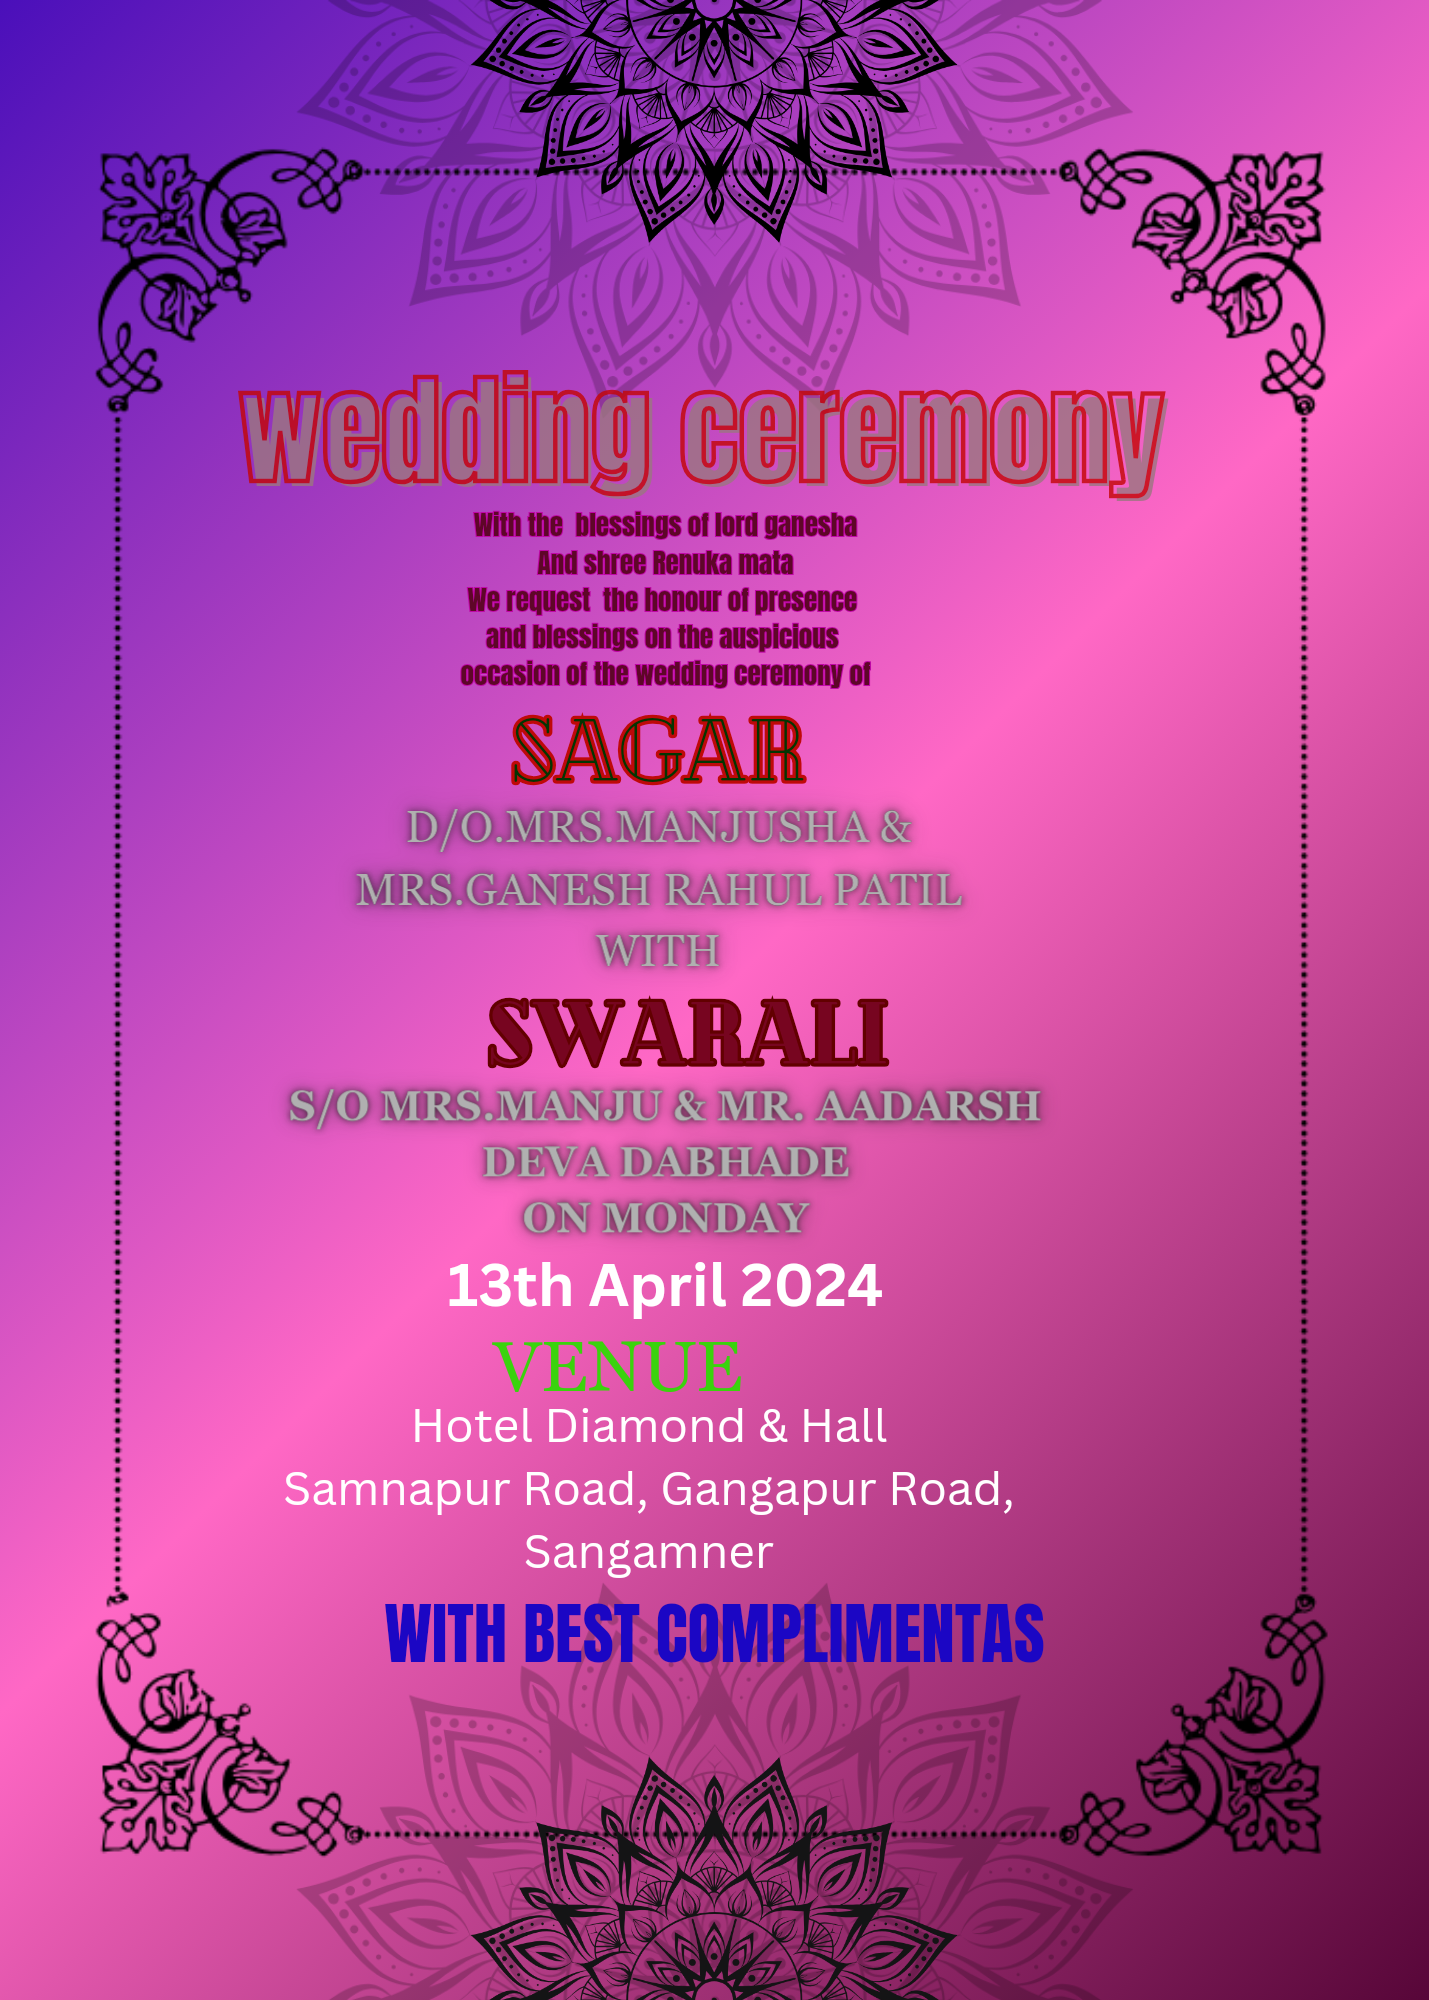 wedding ceremony
With the blessings of lord ganesha
And shree Renuka mata
We request the honour of presence
and blessings on the auspicious
occasion of the wedding ceremony of
SAGAR
D/O.MRS.MANJUSHA &
MRS.GANESH RAHUL PATIL
WITH
SWARALI
S/O MRS.MANJU & MR. AADARSH
DEVA DABHADE
ON MONDAY
13th April 2024
VENUE
Hotel Diamond & Hall
Samnapur Road, Gangapur Road,
Sangamner
WITH BEST COMPLIMENTAS